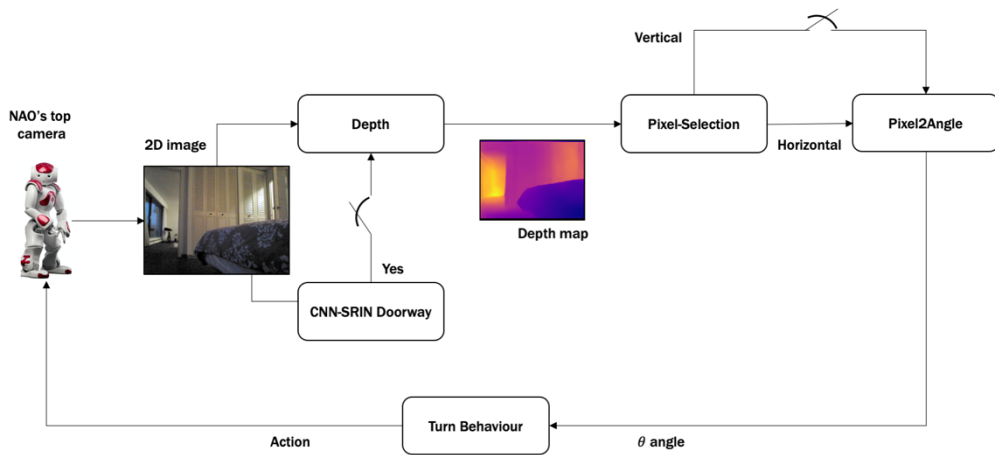 Vertical
NAO's top
camera
2D image
Depth
Pixel-Selection
Pixel2Angle
Horizontal
Depth map
Yes
CNN-SRIN Doorway
Turn Behaviour
Action
θ angle